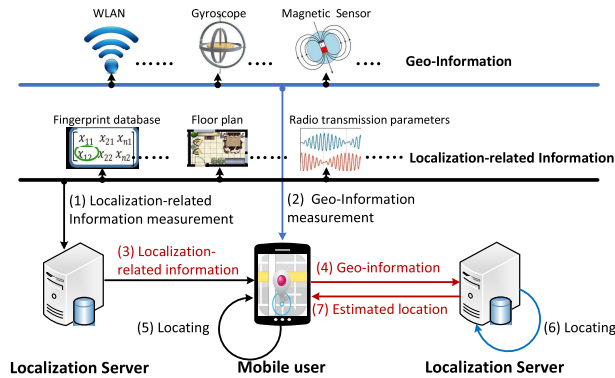 WLAN
Gyroscope
Magnetic Sensor
Geo-Information
Fingerprint database
Floor plan
Radio transmission parameters
x11 x21 xn1
x12 x22 xn2
Localization-related Information
(1) Localization-related
Information measurement
(2) Geo-Information
measurement
(3) Localization-
related information
(4) Geo-information
(7) Estimated location
(5) Locating
(6) Locating
Localization Server
Mobile user
Localization Server